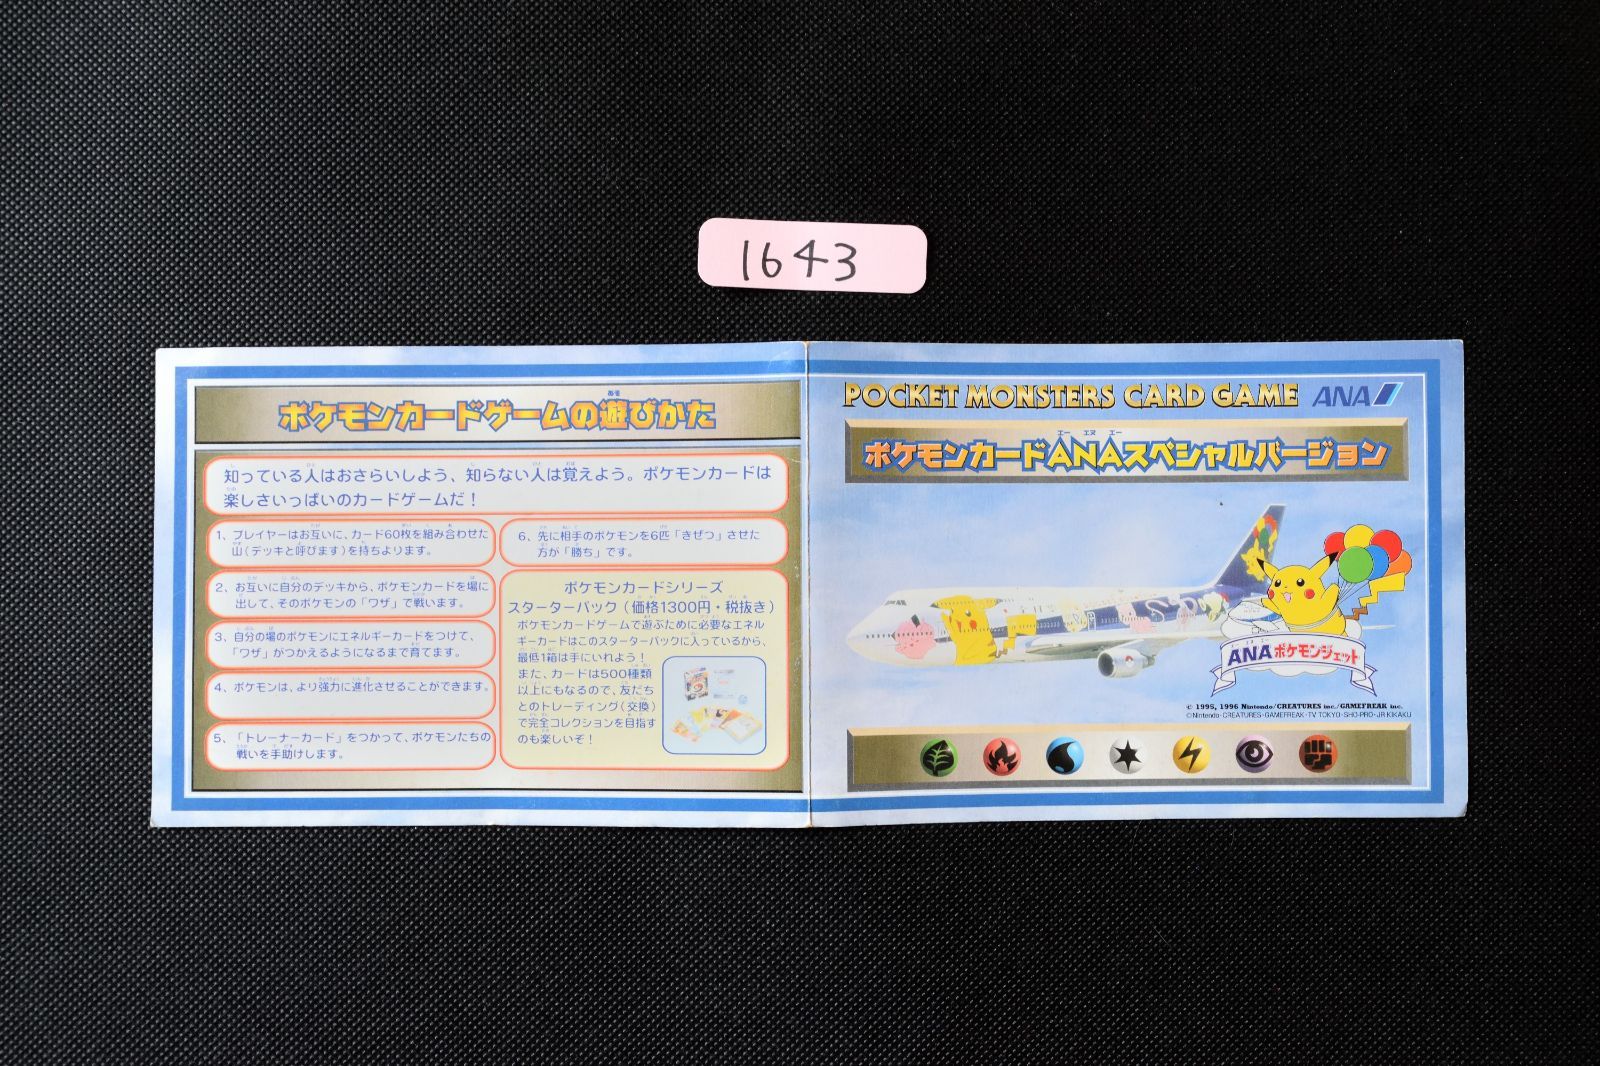 1643
ポケモンカードゲームの遊びかた
知っている人はおさらいしよう、知らない人は覚えよう。ポケモンカードは
楽しさいっぱいのカードゲームだ！
1、プレイヤーはお互いに、カード60枚を組み合わせた
山（デッキと呼びます）を持ちよります。
2、お互いに自分のデッキから、ポケモンカードを場に
出して、そのポケモンの「ワザ」で戦います。
3、自分の場のポケモンにエネルギーカードをつけて、
「ワザ」がつかえるようになるまで育てます。
4、ポケモンは、より強力に進化させることができます。
5、「トレーナーカード」をつかって、ポケモンたちの
戦いを手助けします。
6、先に相手のポケモンを6匹「きぜつ」させた
方が「勝ち」です。
ポケモンカードシリーズ
スターターパック（価格1300円・税抜き）
ポケモンカードゲームで遊ぶために必要なエネル
ギーカードはこのスターターパックに入っているから、
最低1箱は手にいれよう！
また、カードは500種類
以上にもなるので、友だち
とのトレーディング（交換）
で完全コレクションを目指す
のも楽しいぞ！
POCKET MONSTERS CARD GAME ANA
エー エヌ エー
ポケモンカードANAスペシャルバージョン
ANAポケモンジェット
© 1995, 1996 Nintendo/CREATURES inc./GAMEFREAK inc.
©Nintendo・CREATURES・GAMEFREAK・TV TOKYO・SHO-PRO・JR KIKAKU